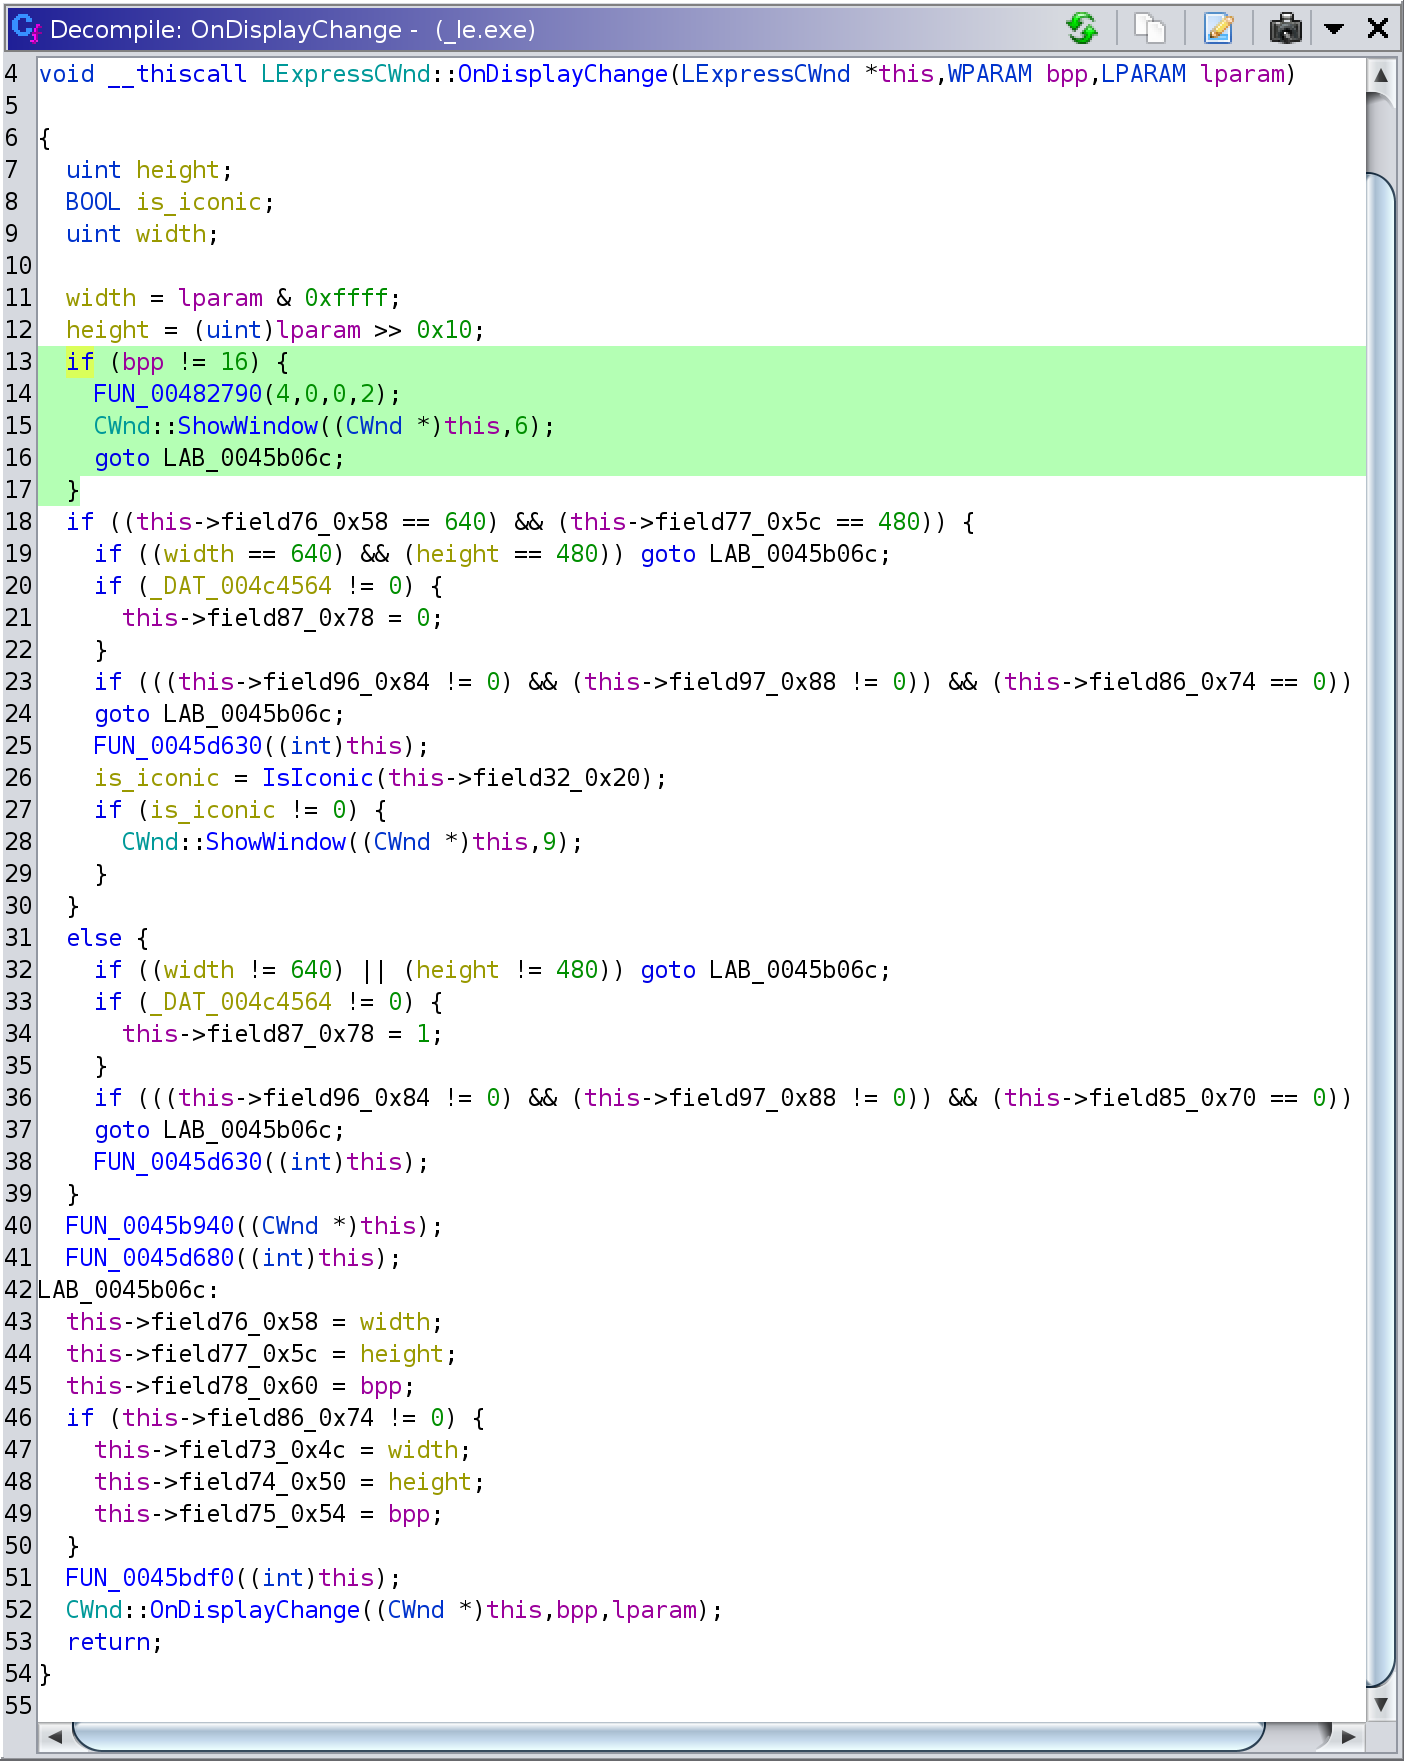 Decompile: OnDisplayChange - (_le.exe)
4 void __thiscall LExpressCWnd::OnDisplayChange(LExpressCWnd *this,WPARAM bpp,LPARAM lparam)
5
6 {
7 uint height;
8 BOOL is_iconic;
9 uint width;
10
11 width = lparam & 0xffff;
12 height = (uint)lparam >> 0x10;
13 if (bpp != 16) {
14 FUN_00482790(4,0,0,2);
15 CWnd::ShowWindow((CWnd *)this,6);
16 goto LAB_0045b06c;
17 }
18 if ((this->field76_0x58 == 640) && (this->field77_0x5c == 480)) {
19 if ((width == 640) && (height == 480)) goto LAB_0045b06c;
20 if (_DAT_004c4564 != 0) {
21 this->field87_0x78 = 0;
22 }
23 if (((this->field96_0x84 != 0) && (this->field97_0x88 != 0)) && (this->field86_0x74 == 0))
24 goto LAB_0045b06c;
25 FUN_0045d630((int)this);
26 is_iconic = IsIconic(this->field32_0x20);
27 if (is_iconic != 0) {
28 CWnd::ShowWindow((CWnd *)this,9);
29 }
30 }
31 else {
32 if ((width != 640) || (height != 480)) goto LAB_0045b06c;
33 if (_DAT_004c4564 != 0) {
34 this->field87_0x78 = 1;
35 }
36 if (((this->field96_0x84 != 0) && (this->field97_0x88 != 0)) && (this->field85_0x70 == 0))
37 goto LAB_0045b06c;
38 FUN_0045d630((int)this);
39 }
40 FUN_0045b940((CWnd *)this);
41 FUN_0045d680((int)this);
42 LAB_0045b06c:
43 this->field76_0x58 = width;
44 this->field77_0x5c = height;
45 this->field78_0x60 = bpp;
46 if (this->field86_0x74 != 0) {
47 this->field73_0x4c = width;
48 this->field74_0x50 = height;
49 this->field75_0x54 = bpp;
50 }
51 FUN_0045bdf0((int)this);
52 CWnd::OnDisplayChange((CWnd *)this,bpp,lparam);
53 return;
54 }
55